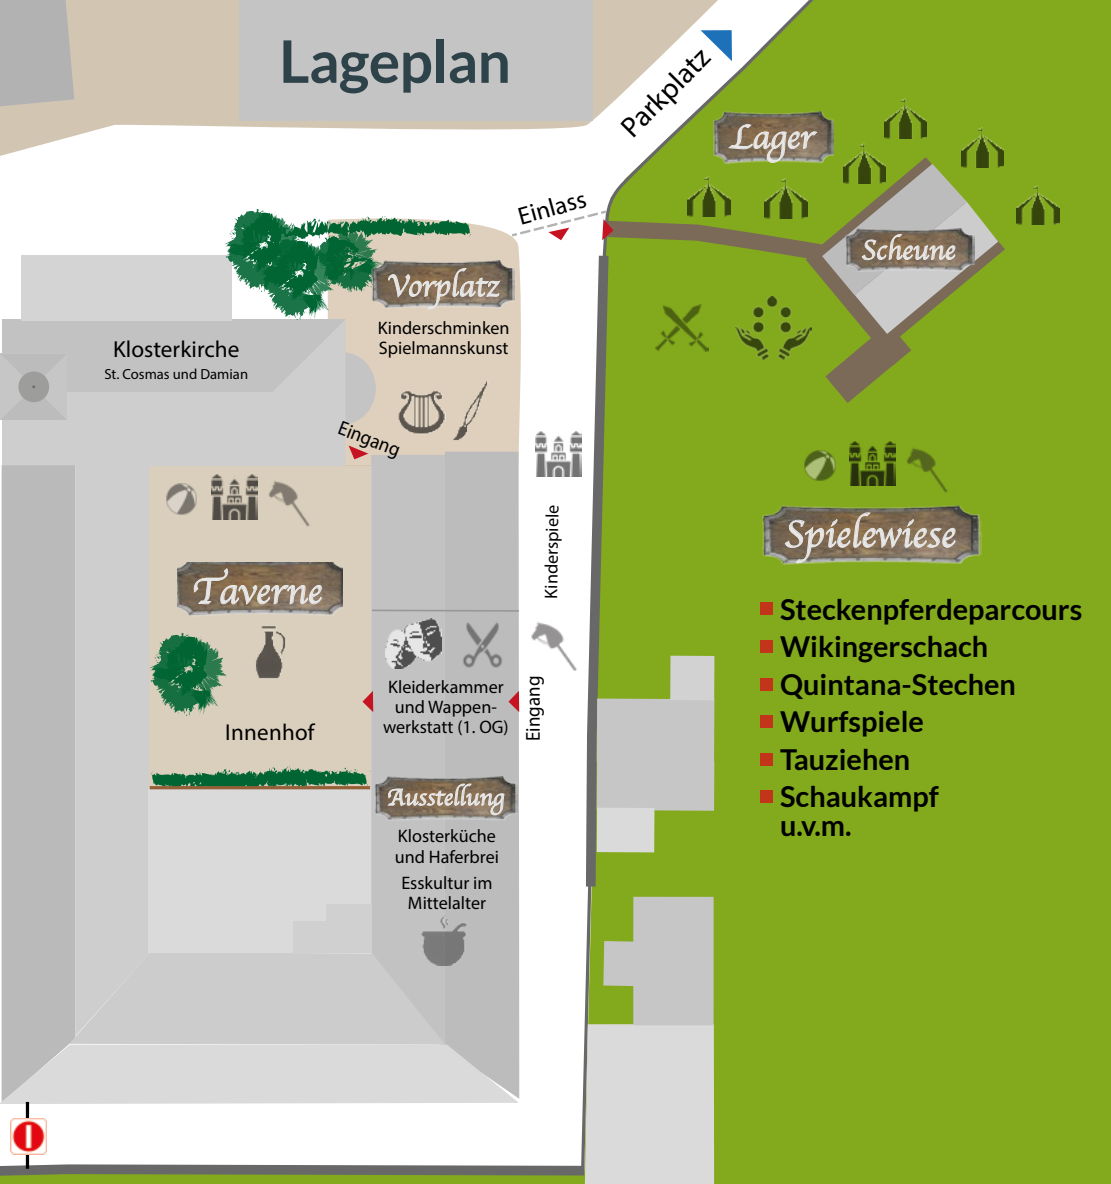 Lageplan
Parkplatz
Lager
Einlass
Scheune
Vorplatz
Kinderschminken
Spielmannskunst
Klosterkirche
St. Cosmas und Damian
Eingang
Kinderspiele
Spielewiese
Steckenpferdeparcours
Wikingerschach
Quintana-Stechen
Wurfspiele
Tauziehen
Schaukampf
u.v.m.
Taverne
Innenhof
Kleiderkammer
und Wappen-
werkstatt (1. OG)
Eingang
Ausstellung
Klosterküche
und Haferbrei
Esskultur im
Mittelalter